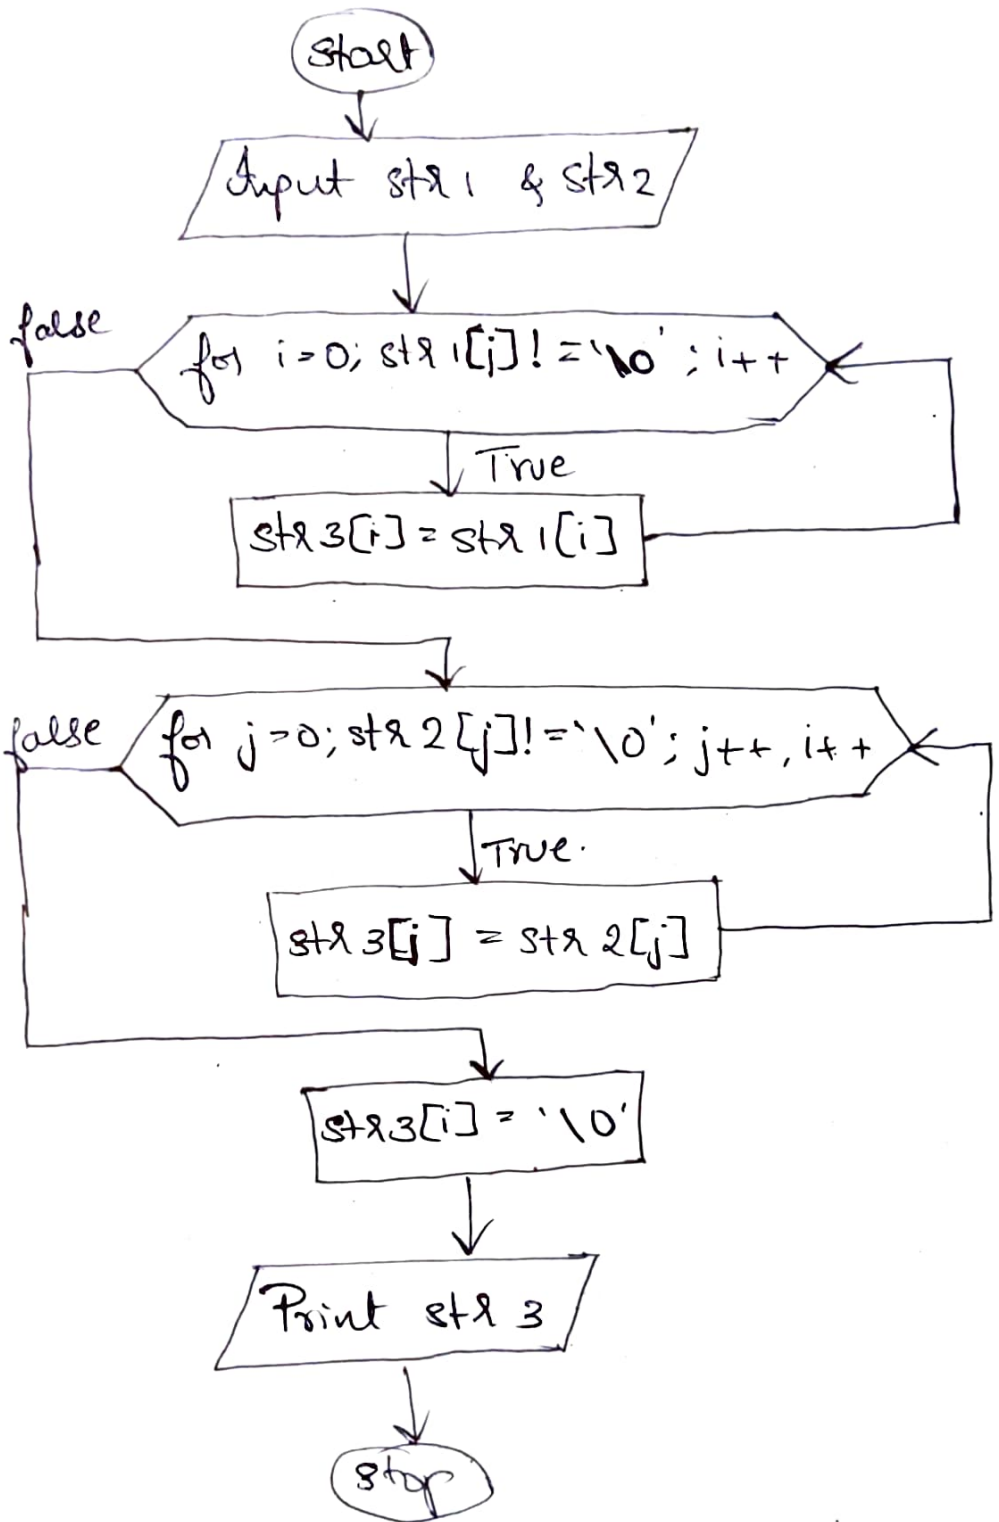 Start
Input str1 & str2
false
for i=0; str1[j]!='\0'; i++
True
str3[i] = str1[i]
false
for j=0; str2[j]!='\0'; j++, i++
True.
str3[j] = str2[j]
str3[i] = '\0'
Print str3
stop